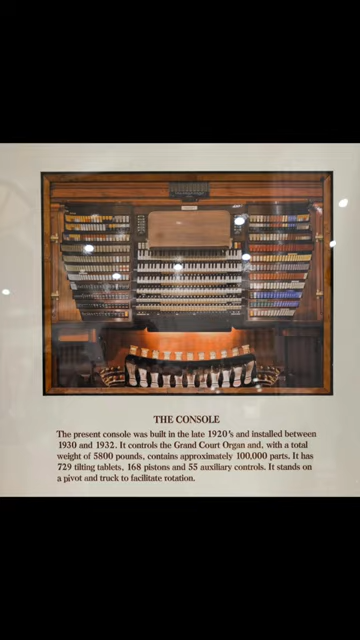 THE CONSOLE
The present console was built in the late 1920's and installed between
1930 and 1932. It controls the Grand Court Organ and, with a total
weight of 5800 pounds, contains approximately 100,000 parts. It has
729 tilting tablets, 168 pistons and 55 auxiliary controls. It stands on
a pivot and truck to facilitate rotation.